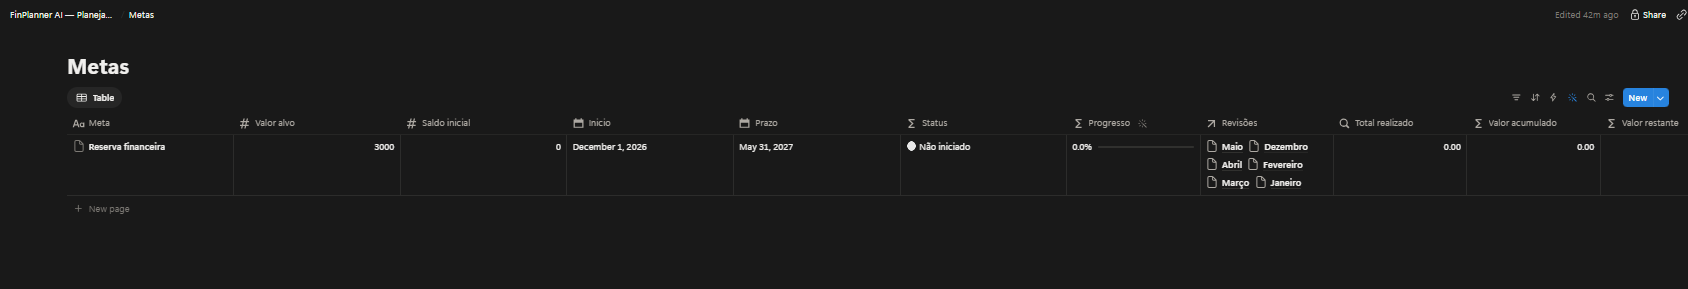 FinPlanner AI — Planeja... / Metas
Edited 42m ago Share
Metas
Table
New
Aa Meta # Valor alvo # Saldo inicial Inicio Prazo Σ Status Σ Progresso Revisões Total realizado Σ Valor acumulado Σ Valor restante
Reserva financeira 3000 0 December 1, 2026 May 31, 2027 Não iniciado 0.0% Maio Dezembro 0.00 0.00
Abril Fevereiro
Março Janeiro
+ New page